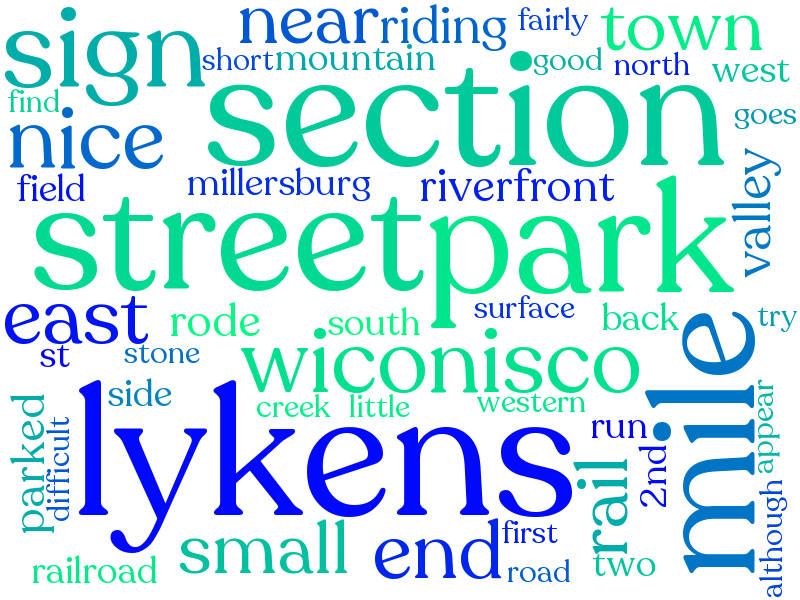 sign
near
riding
fairly
town
short
mountain
good
north
west
find
section
goes
nice
field
millersburg
riverfront
valley
street
park
east
rode
south
surface
back
try
st
stone
wiconisco
mile
side
creek
little
western
appear
parked
difficult
lykens
run
rail
2nd
although
small
end
first
railroad
road
two